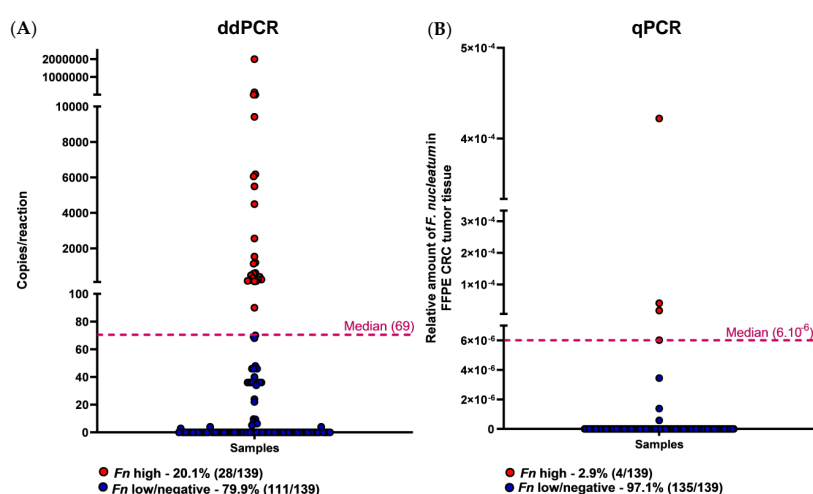 (A)
ddPCR
2000000
1000000
10000
8000
6000
4000
2000
100
80
60
40
20
0
Copies/reaction
Median (69)
Samples
Fn high - 20.1% (28/139)
Fn low/negative - 79.9% (111/139)
(B)
qPCR
5×10⁻⁴
4×10⁻⁴
3×10⁻⁴
2×10⁻⁴
1×10⁻⁴
6×10⁻⁶
4×10⁻⁶
2×10⁻⁶
0
Relative amount of F. nucleatum in
FFPE CRC tumor tissue
Median (6.10⁻⁶)
Samples
Fn high - 2.9% (4/139)
Fn low/negative - 97.1% (135/139)